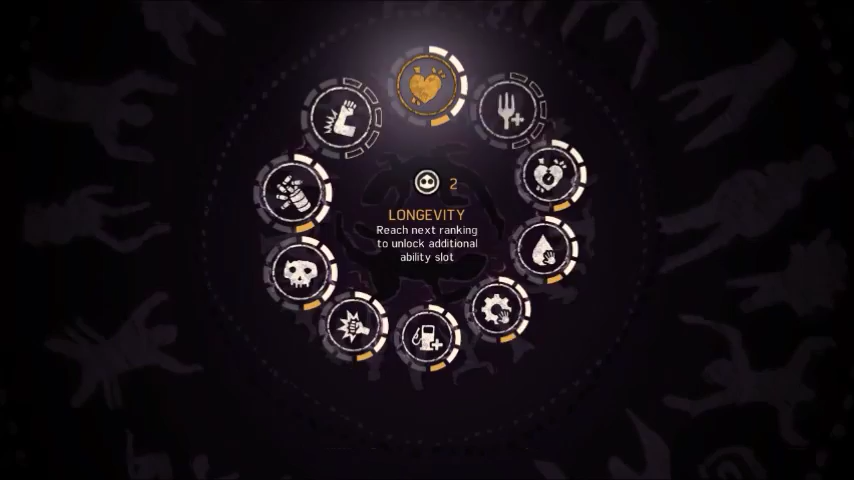 2
LONGEVITY
Reach next ranking
to unlock additional
ability slot